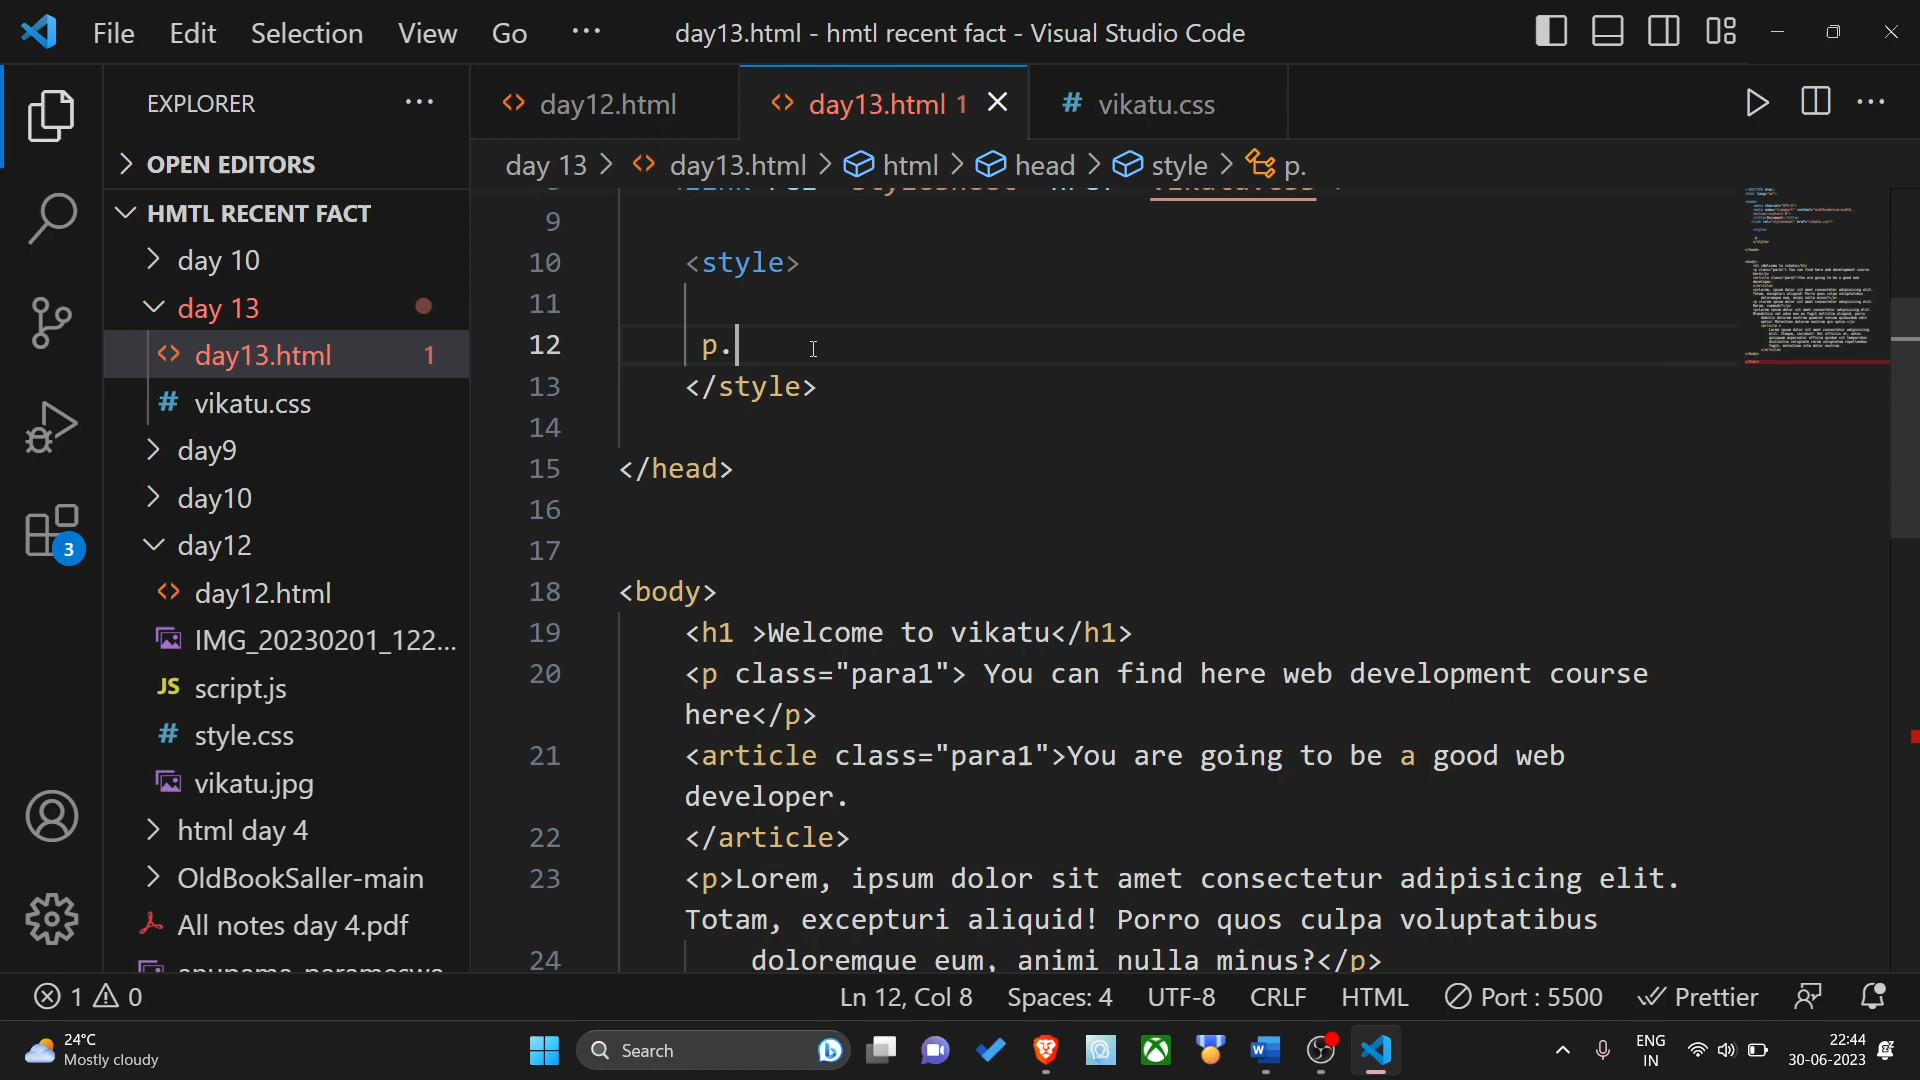 File Edit Selection View Go ··· day13.html - hmtl recent fact - Visual Studio Code
EXPLORER ···
day12.html day13.html 1 # vikatu.css ···
OPEN EDITORS
day 13 > day13.html > html > head > style > p.
HMTL RECENT FACT
day 10
day 13
day13.html 1
# vikatu.css
day9
day10
day12
day12.html
IMG_20230201_122...
JS script.js
# style.css
vikatu.jpg
html day 4
OldBookSaller-main
All notes day 4.pdf
3
9
10 <style>
11
12 p.
13 </style>
14
15 </head>
16
17
18 <body>
19 <h1 >Welcome to vikatu</h1>
20 <p class="para1"> You can find here web development course
here</p>
21 <article class="para1">You are going to be a good web
developer.
22 </article>
23 <p>Lorem, ipsum dolor sit amet consectetur adipisicing elit.
Totam, excepturi aliquid! Porro quos culpa voluptatibus
24 doloremque eum, animi nulla minus?</p>
1 0 Ln 12, Col 8 Spaces: 4 UTF-8 CRLF HTML Port : 5500 Prettier
24°C
Mostly cloudy
Search
ENG
IN
22:44
30-06-2023